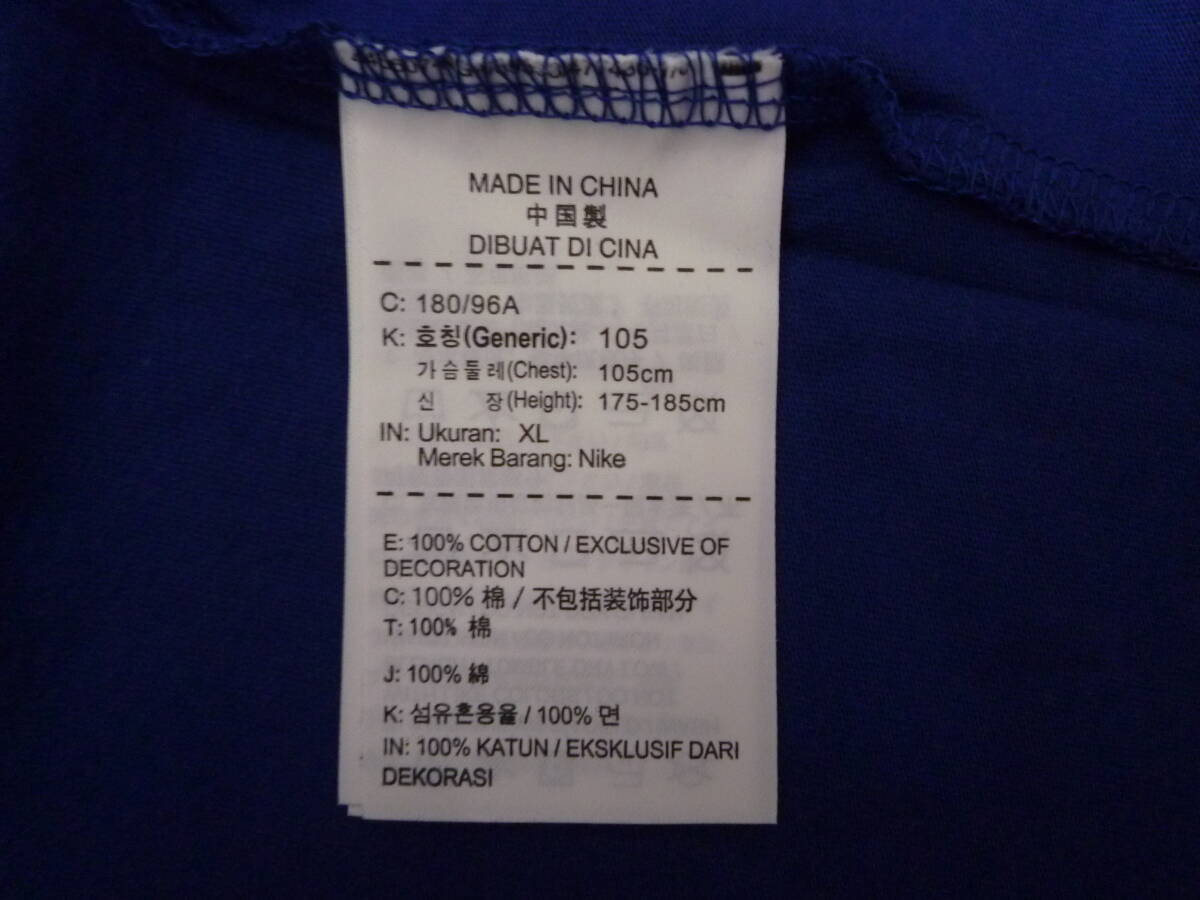 MADE IN CHINA
中国製
DIBUAT DI CINA
C: 180/96A
K: 호칭(Generic): 105
가슴둘레(Chest): 105cm
신 장(Height): 175-185cm
IN: Ukuran: XL
Merek Barang: Nike
E: 100% COTTON / EXCLUSIVE OF
DECORATION
C: 100% 棉 / 不包括装饰部分
T: 100% 棉
J: 100% 綿
K: 섬유혼용율 / 100% 면
IN: 100% KATUN / EKSKLUSIF DARI
DEKORASI